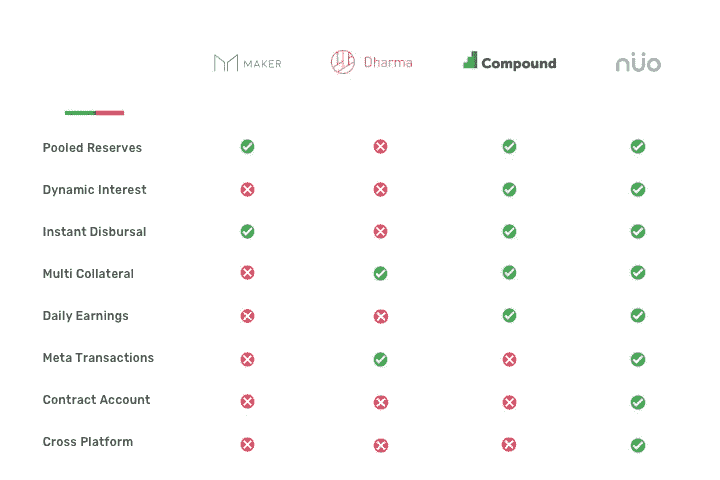 MAKER Dharma Compound nüo
Pooled Reserves
Dynamic Interest
Instant Disbursal
Multi Collateral
Daily Earnings
Meta Transactions
Contract Account
Cross Platform